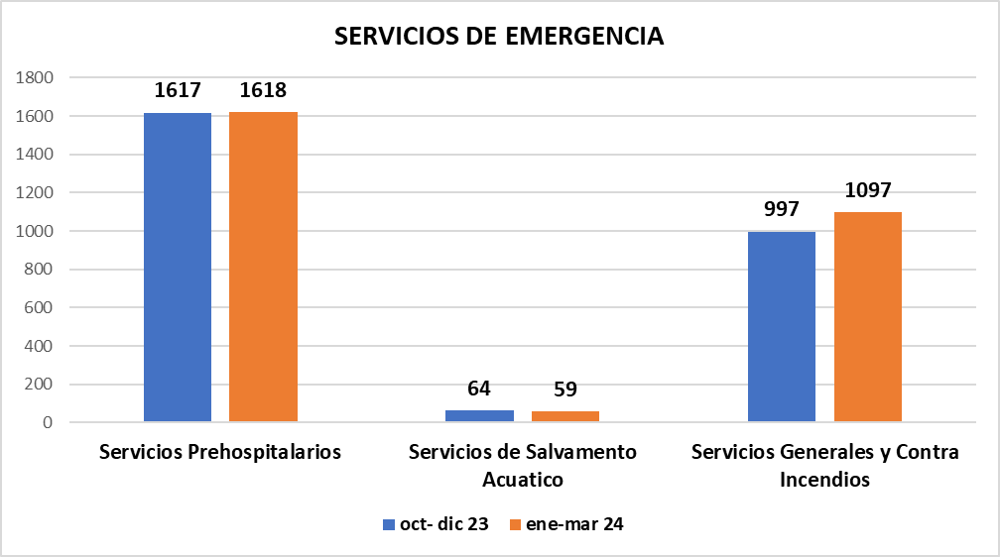 SERVICIOS DE EMERGENCIA
1800
1600
1400
1200
1000
800
600
400
200
0
1617
1618
64
59
997
1097
Servicios Prehospitalarios
Servicios de Salvamento
Acuatico
Servicios Generales y Contra
Incendios
oct- dic 23
ene-mar 24